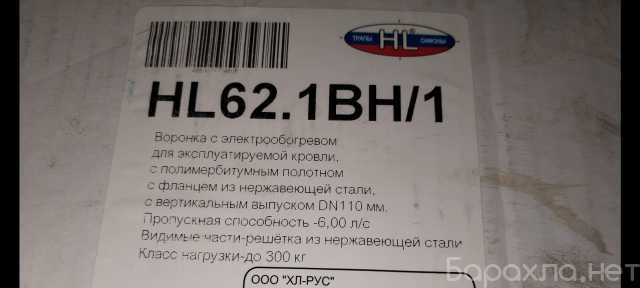 ТРАПЫ HL СИФОНЫ
HL62.1BH/1
Воронка с электрообогревом
для эксплуатируемой кровли,
с полимербитумным полотном
с фланцем из нержавеющей стали,
с вертикальным выпуском DN110 мм.
Пропускная способность -6,00 л/с
Видимые части-решётка из нержавеющей стали
Класс нагрузки-до 300 кг
ООО "ХЛ-РУС"
Барахла.нет